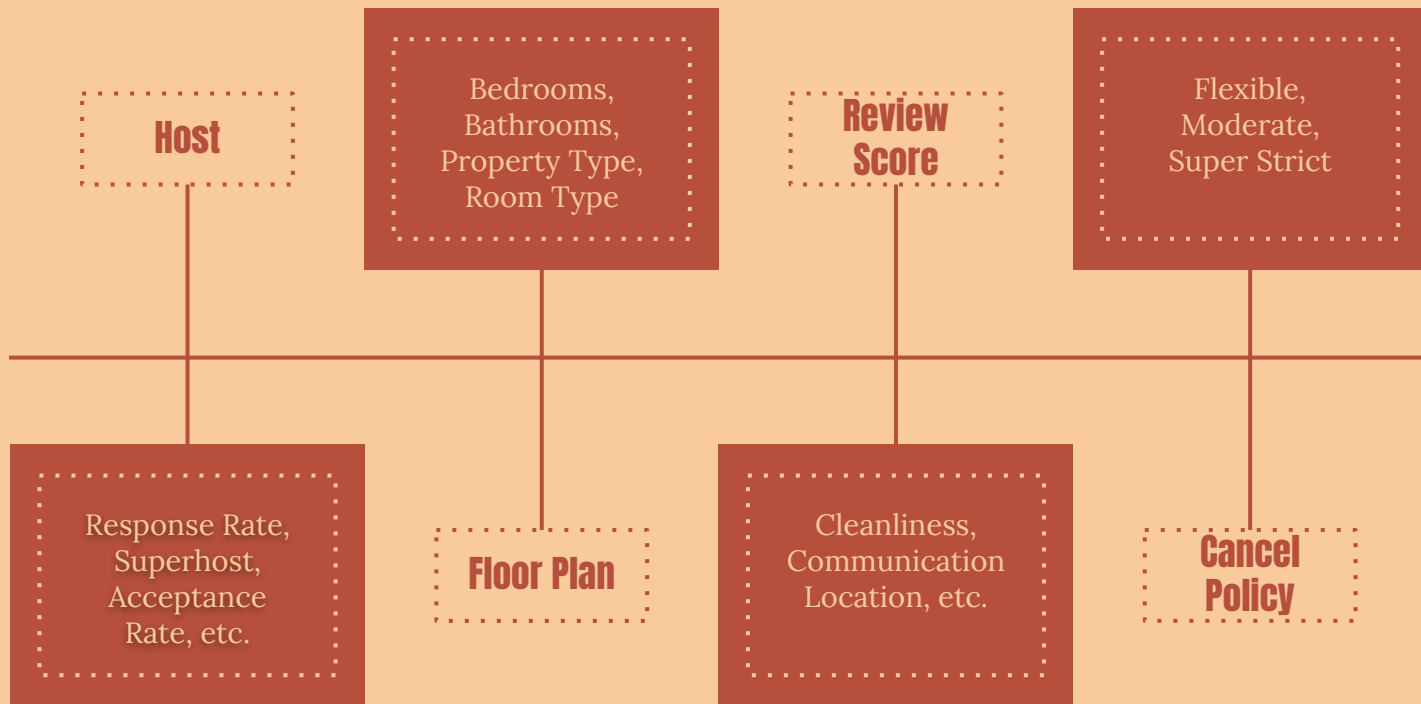 Host
Response Rate,
Superhost,
Acceptance
Rate, etc.
Bedrooms,
Bathrooms,
Property Type,
Room Type
Floor Plan
Review
Score
Cleanliness,
Communication
Location, etc.
Flexible,
Moderate,
Super Strict
Cancel
Policy